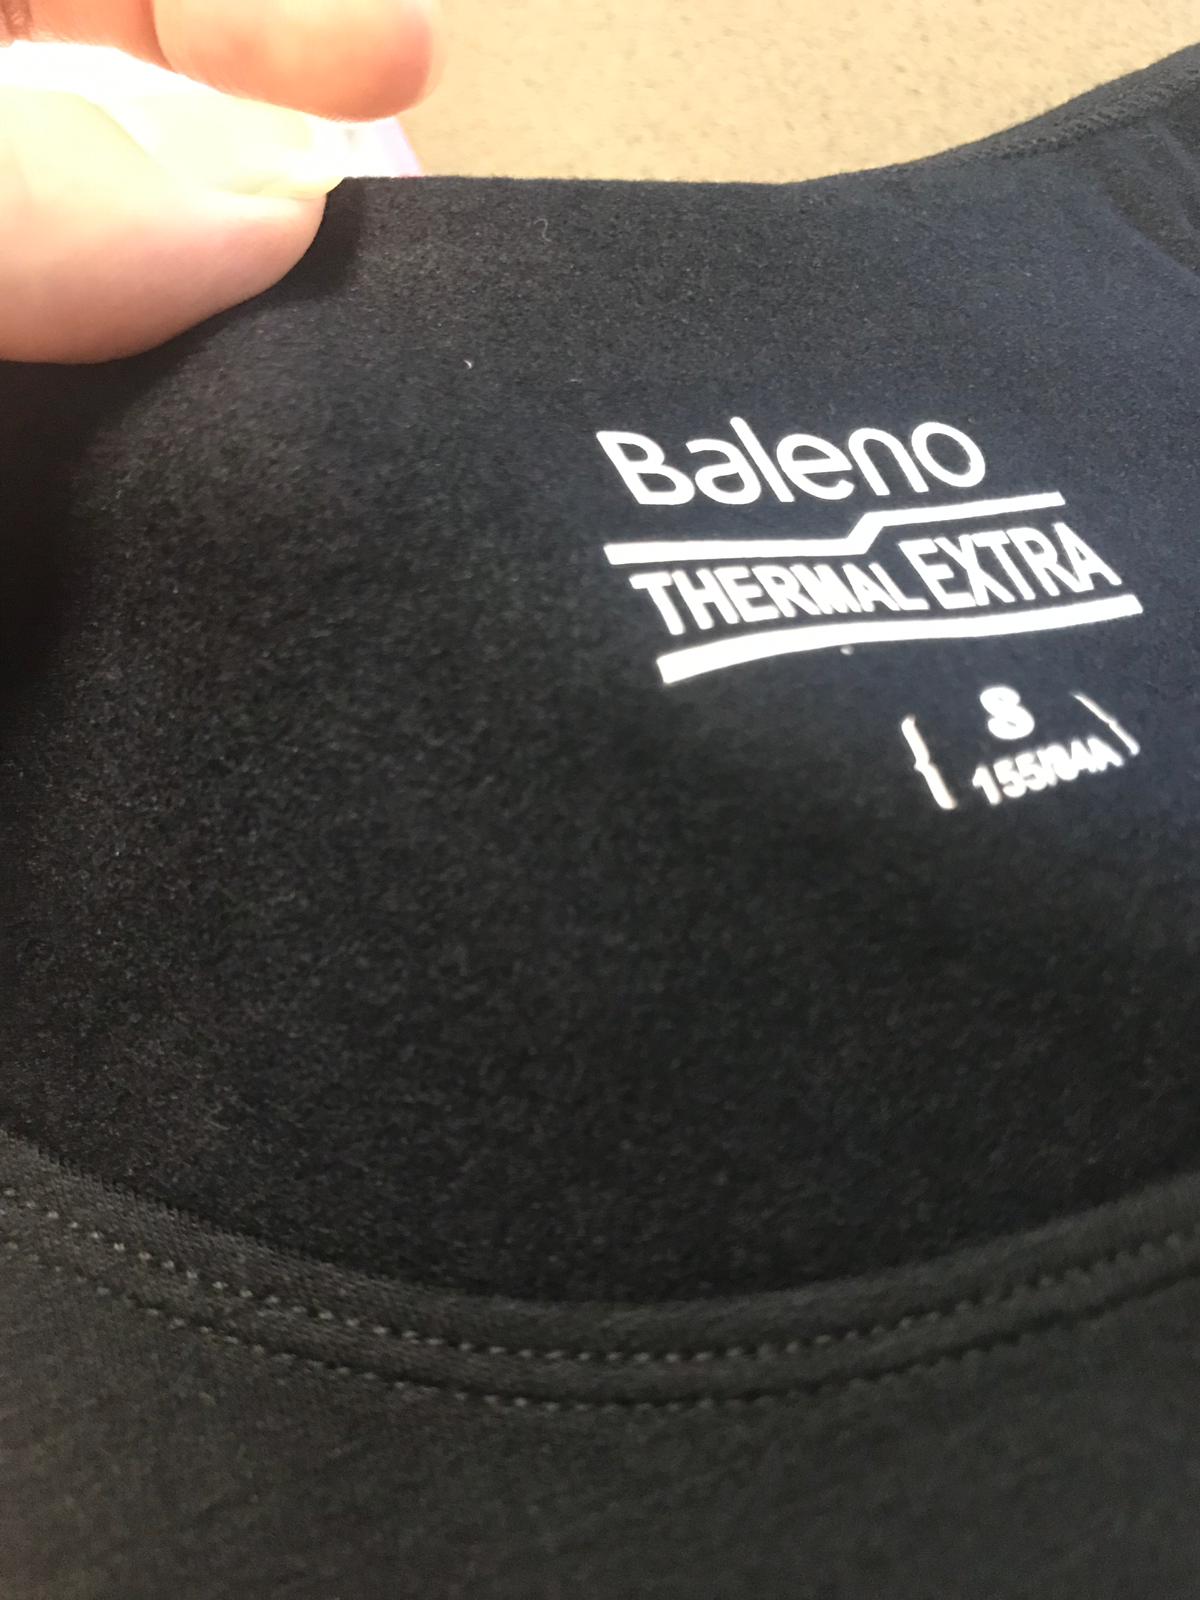 Baleno
THERMAL EXTRA
S
155/84A